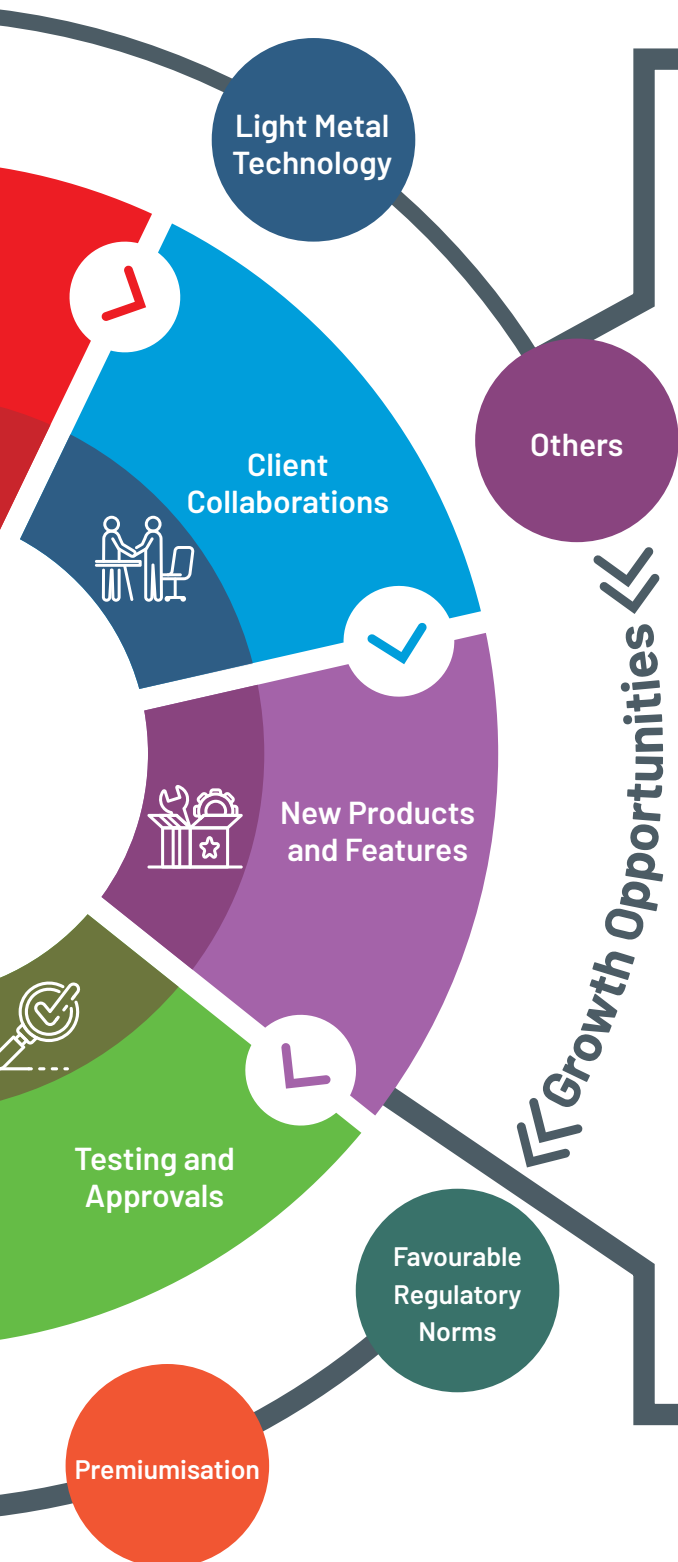 Light Metal
Technology
Others
Client
Collaborations
Growth Opportunities
New Products
and Features
Testing and
Approvals
Favourable
Regulatory
Norms
Premiumisation